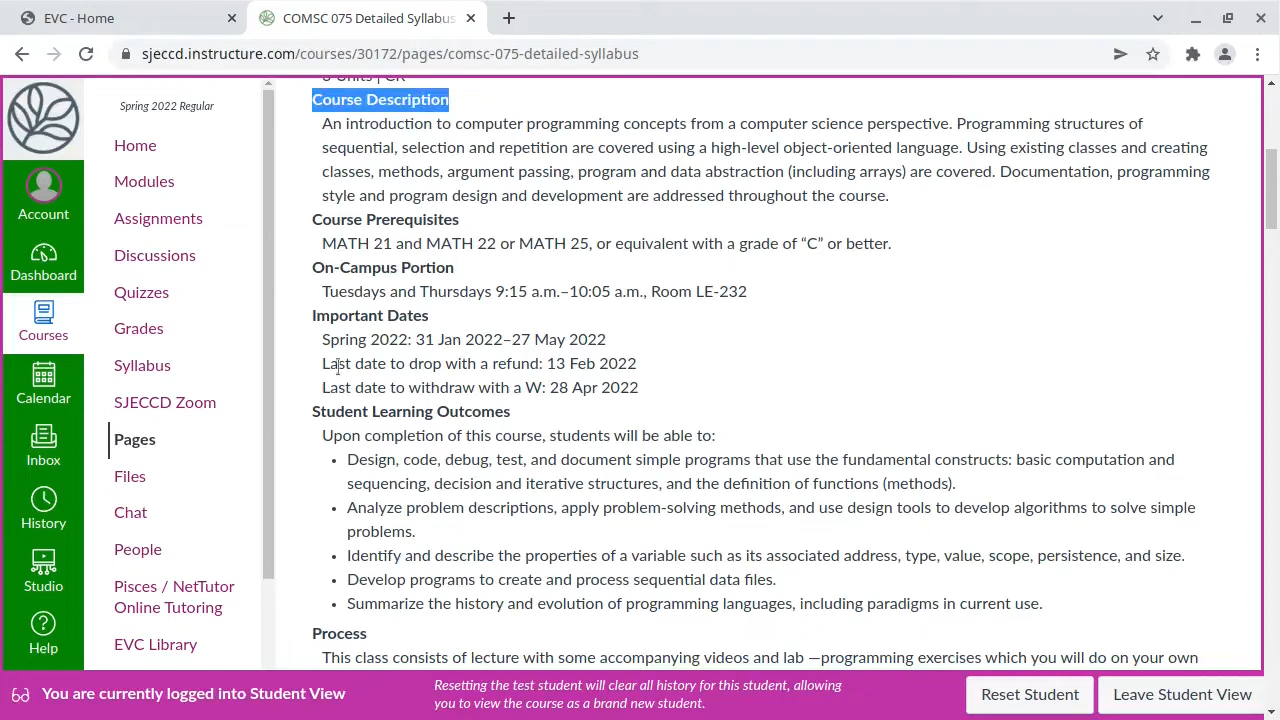 EVC - Home
COMSC 075 Detailed Syllabus
sjeccd.instructure.com/courses/30172/pages/comsc-075-detailed-syllabus
Account
Dashboard
Courses
Calendar
Inbox
History
Studio
Help
Spring 2022 Regular
Home
Modules
Assignments
Discussions
Quizzes
Grades
Syllabus
SJECCD Zoom
Pages
Files
Chat
People
Pisces / NetTutor
Online Tutoring
EVC Library
Course Description
An introduction to computer programming concepts from a computer science perspective. Programming structures of
sequential, selection and repetition are covered using a high-level object-oriented language. Using existing classes and creating
classes, methods, argument passing, program and data abstraction (including arrays) are covered. Documentation, programming
style and program design and development are addressed throughout the course.
Course Prerequisites
MATH 21 and MATH 22 or MATH 25, or equivalent with a grade of “C” or better.
On-Campus Portion
Tuesdays and Thursdays 9:15 a.m.–10:05 a.m., Room LE-232
Important Dates
Spring 2022: 31 Jan 2022–27 May 2022
Last date to drop with a refund: 13 Feb 2022
Last date to withdraw with a W: 28 Apr 2022
Student Learning Outcomes
Upon completion of this course, students will be able to:
• Design, code, debug, test, and document simple programs that use the fundamental constructs: basic computation and
sequencing, decision and iterative structures, and the definition of functions (methods).
• Analyze problem descriptions, apply problem-solving methods, and use design tools to develop algorithms to solve simple
problems.
• Identify and describe the properties of a variable such as its associated address, type, value, scope, persistence, and size.
• Develop programs to create and process sequential data files.
• Summarize the history and evolution of programming languages, including paradigms in current use.
Process
This class consists of lecture with some accompanying videos and lab —programming exercises which you will do on your own
You are currently logged into Student View
Resetting the test student will clear all history for this student, allowing
you to view the course as a brand new student.
Reset Student
Leave Student View